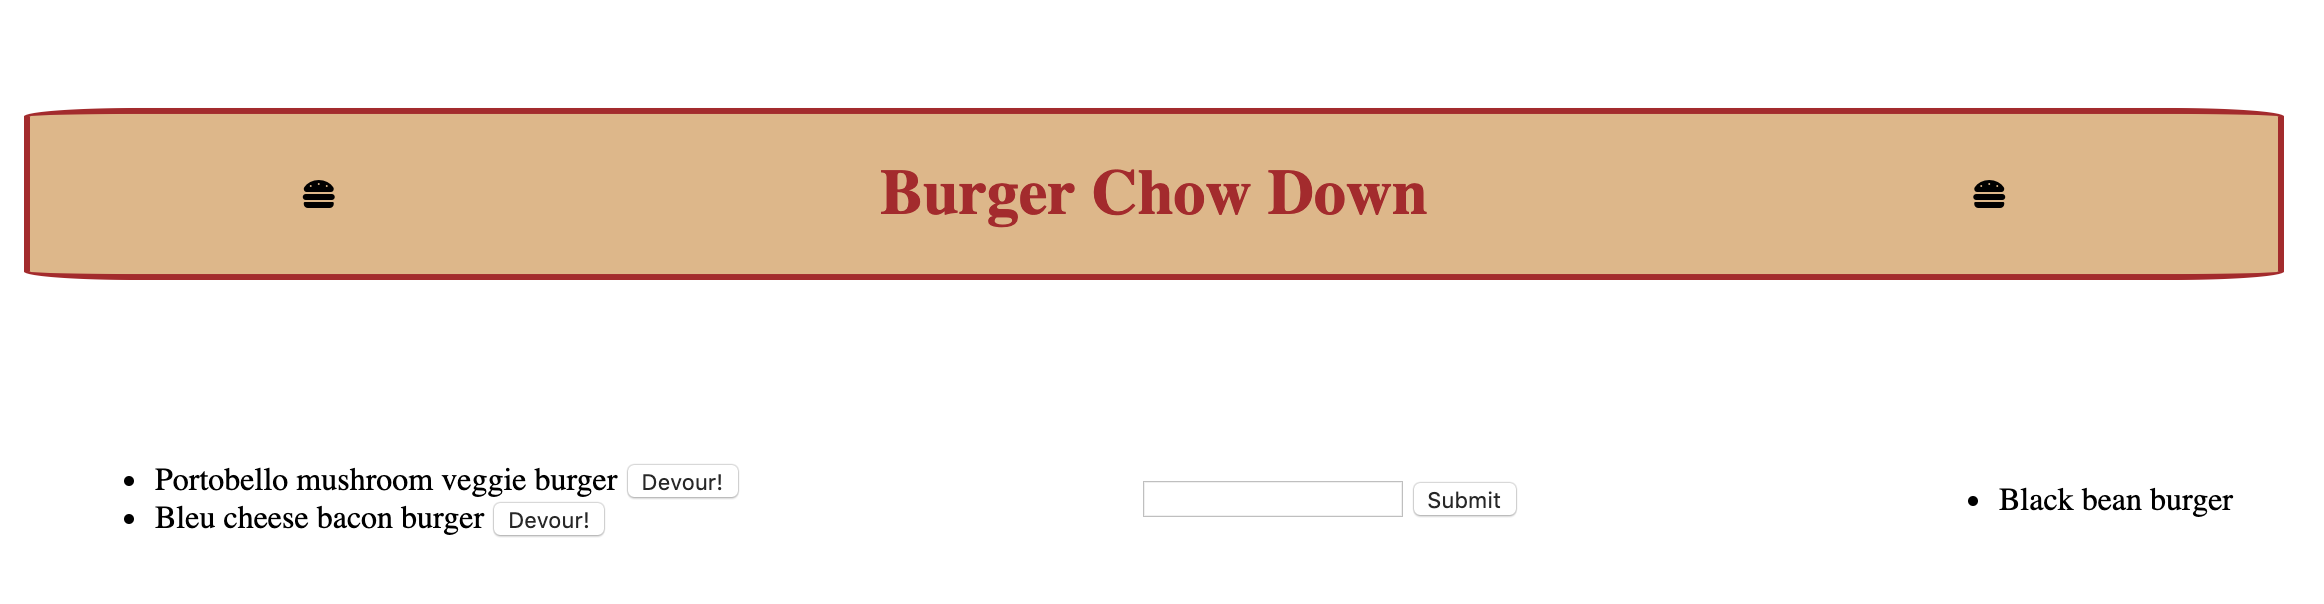 Burger Chow Down
Portobello mushroom veggie burger Devour!
Bleu cheese bacon burger Devour!
Submit
Black bean burger